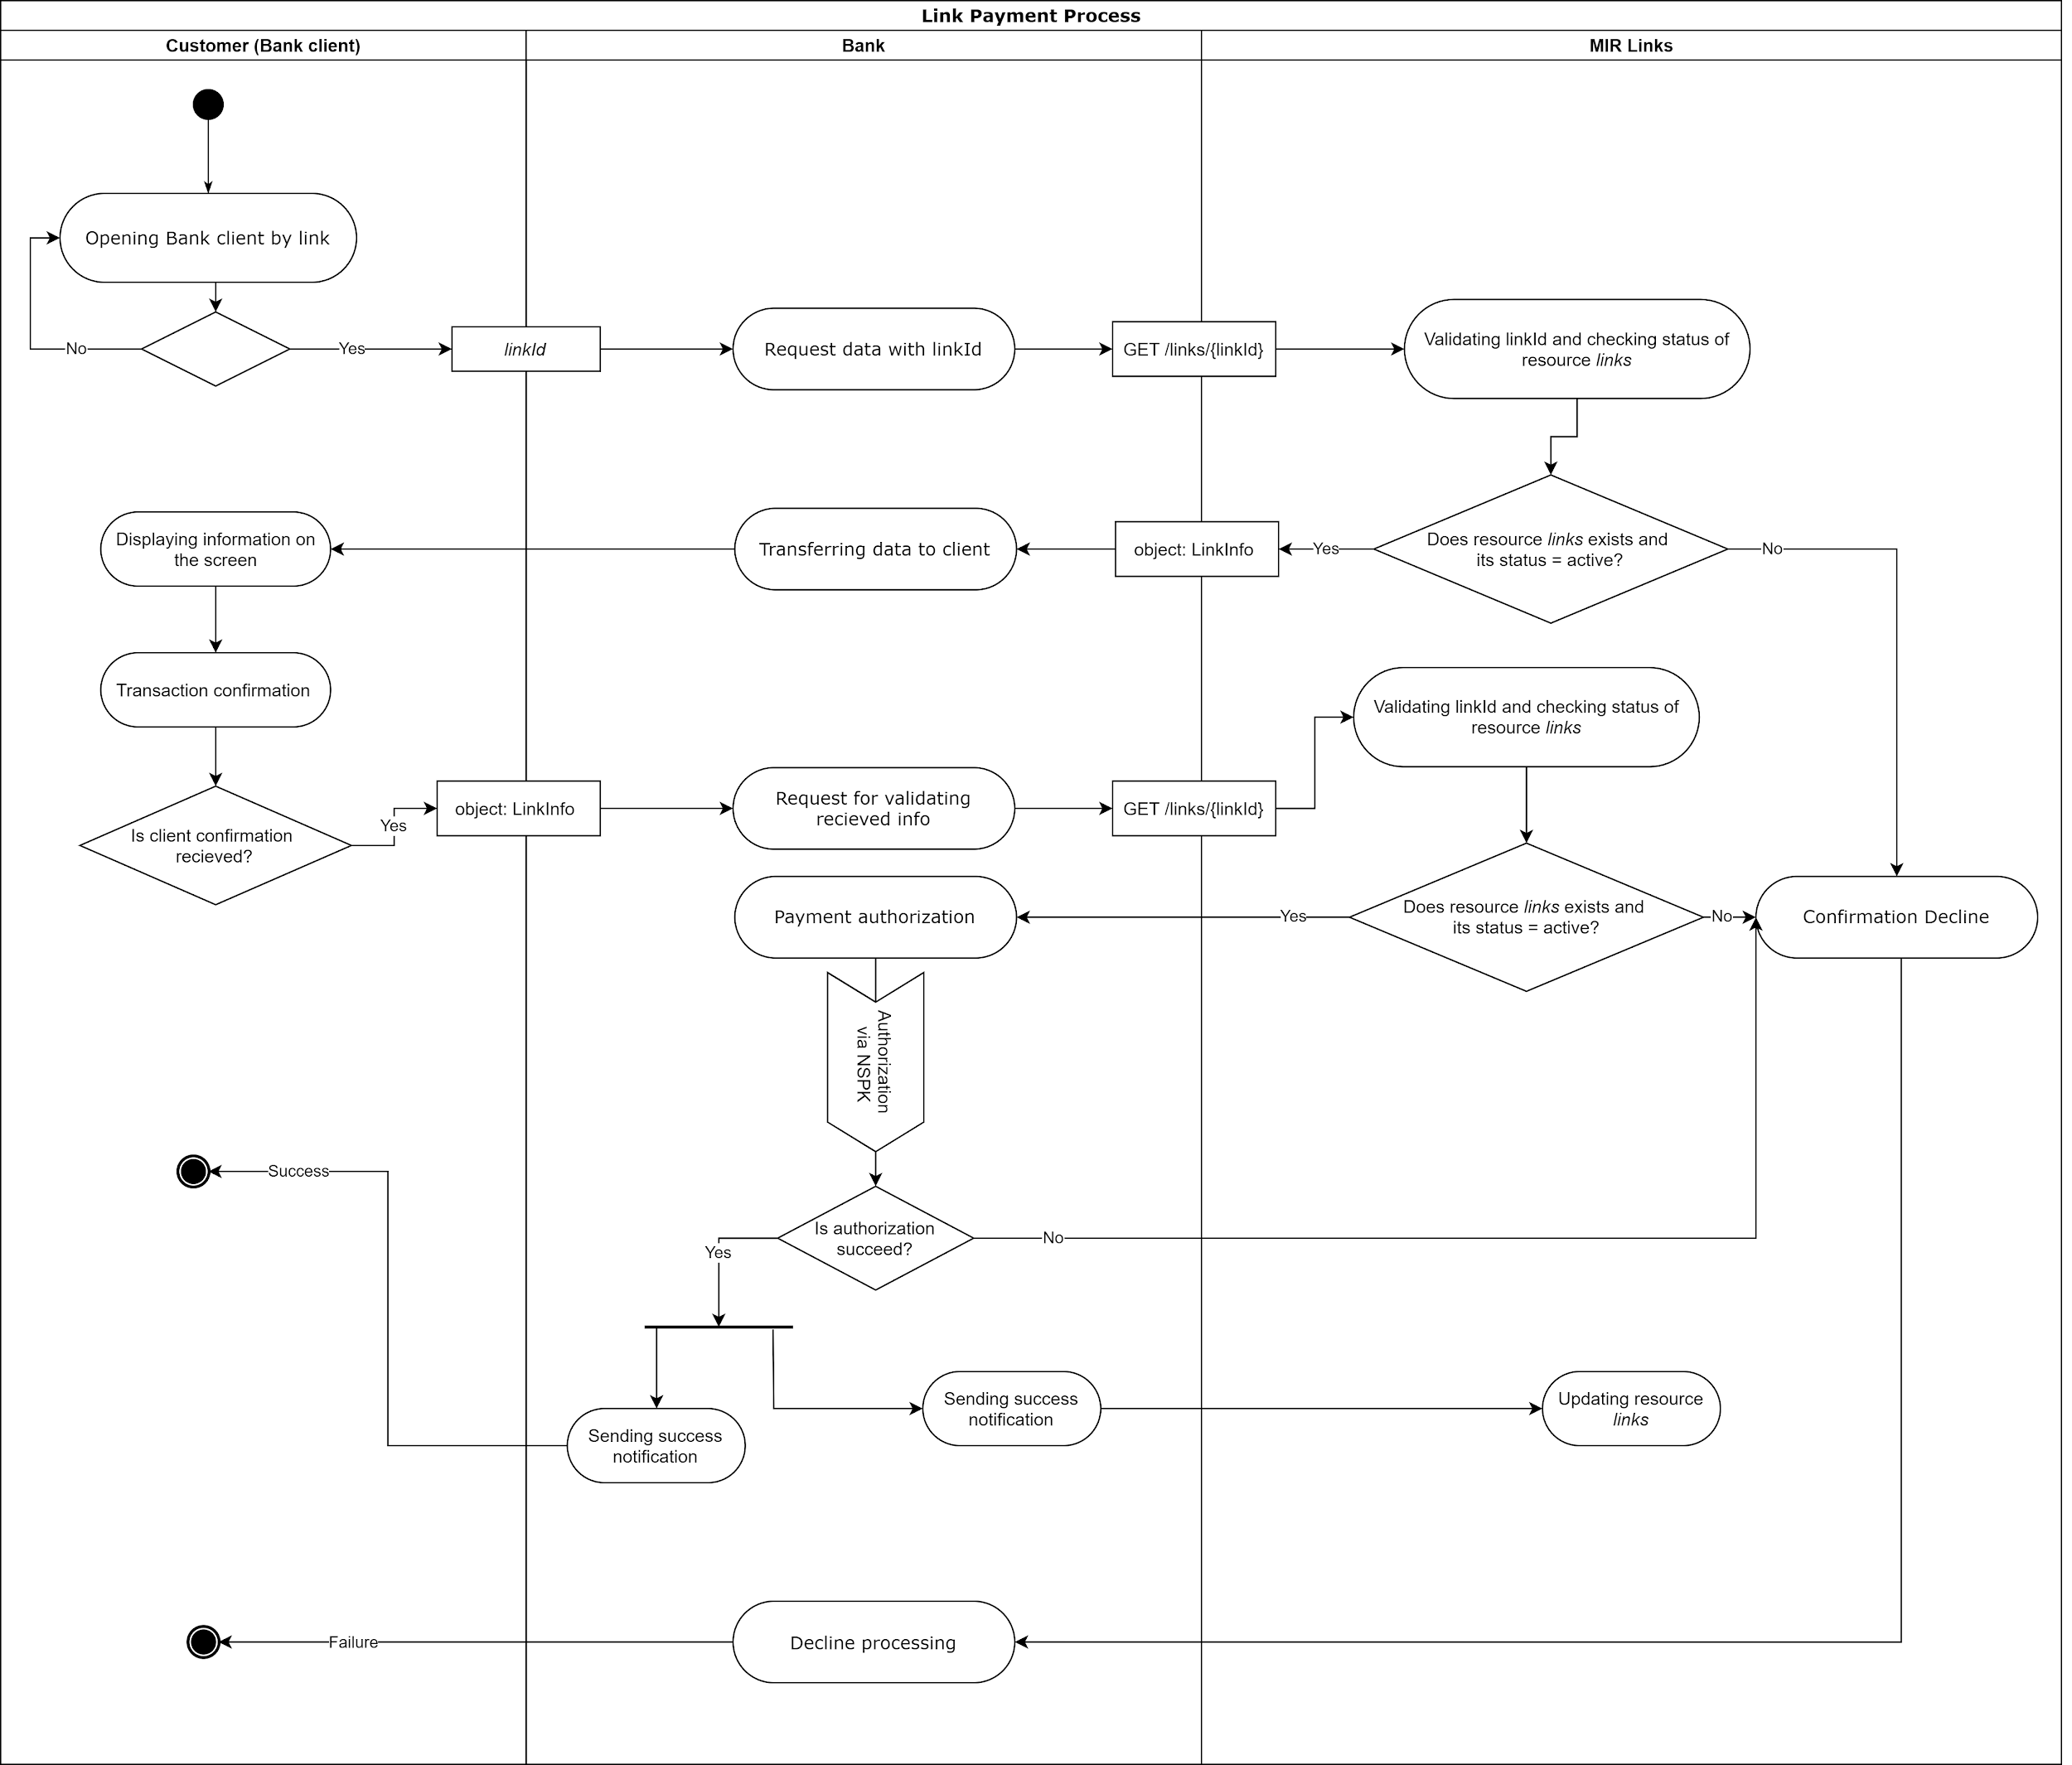 Link Payment Process
Customer (Bank client)
Bank
MIR Links
Opening Bank client by link
No
Yes
linkId
Request data with linkId
GET /links/{linkId}
Validating linkId and checking status of
resource links
Displaying information on
the screen
Transferring data to client
object: LinkInfo
Yes
Does resource links exists and
its status = active?
No
Transaction confirmation
Validating linkId and checking status of
resource links
Is client confirmation
recieved?
Yes
object: LinkInfo
Request for validating
recieved info
GET /links/{linkId}
Payment authorization
Yes
Does resource links exists and
its status = active?
No
Confirmation Decline
Authorization
via NSPK
Success
Is authorization
succeed?
Yes
No
Sending success
notification
Sending success
notification
Updating resource
links
Failure
Decline processing